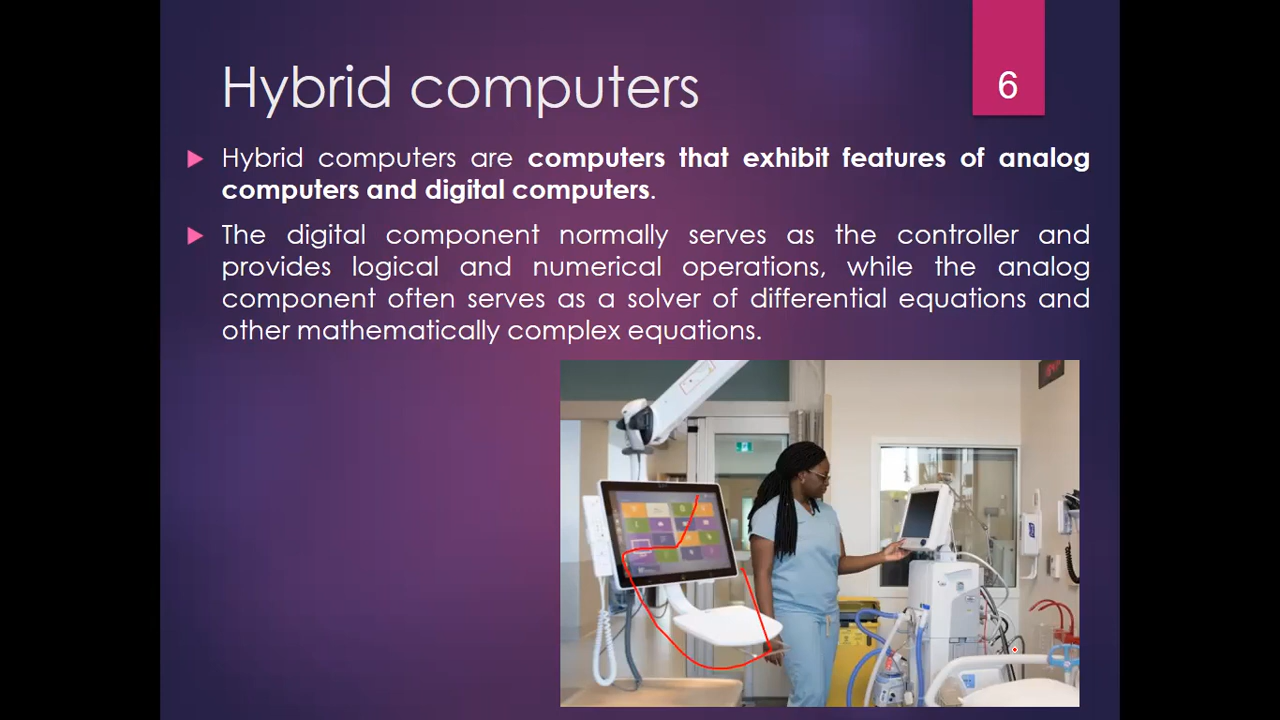 Hybrid computers
6
Hybrid computers are computers that exhibit features of analog
computers and digital computers.
The digital component normally serves as the controller and
provides logical and numerical operations, while the analog
component often serves as a solver of differential equations and
other mathematically complex equations.